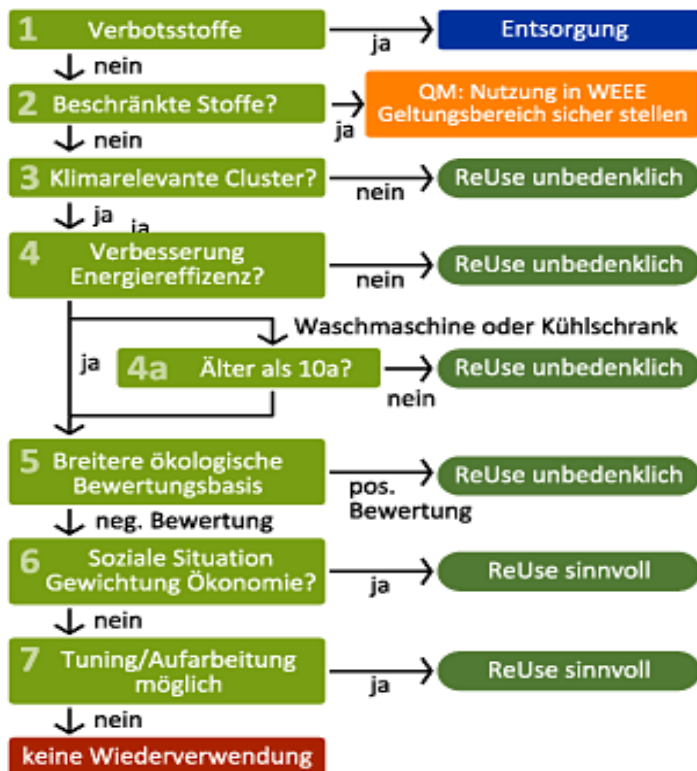 1 Verbotsstoffe
ja
Entsorgung
nein
2 Beschränkte Stoffe?
ja
QM: Nutzung in WEEE
Geltungsbereich sicher stellen
nein
3 Klimarelevante Cluster?
nein
ReUse unbedenklich
ja
ja
4 Verbesserung
Energiereffizenz?
nein
ReUse unbedenklich
Waschmaschine oder Kühlschrank
ja
4a Älter als 10a?
nein
ReUse unbedenklich
5 Breitere ökologische
Bewertungsbasis
pos.
Bewertung
ReUse unbedenklich
neg. Bewertung
6 Soziale Situation
Gewichtung Ökonomie?
ja
ReUse sinnvoll
nein
7 Tuning/Aufarbeitung
möglich
ja
ReUse sinnvoll
nein
keine Wiederverwendung